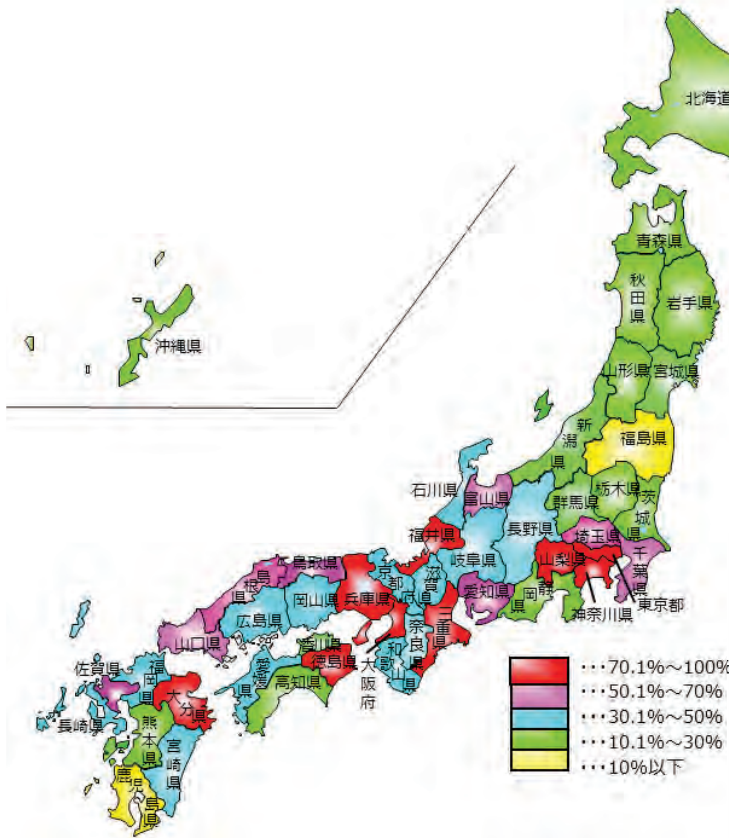 北海道
青森県
秋田県
岩手県
沖縄県
山形県
宮城県
新潟県
福島県
石川県
富山県
群馬県
栃木県
茨城県
福井県
長野県
埼玉県
岐阜県
山梨県
千葉県
鳥取県
島根県
京都府
滋賀県
愛知県
静岡県
東京都
神奈川県
岡山県
兵庫県
広島県
三重県
奈良県
山口県
香川県
和歌山県
徳島県
大阪府
佐賀県
福岡県
愛媛県
高知県
大分県
長崎県
熊本県
宮崎県
鹿児島県
･･･70.1%～100%
･･･50.1%～70%
･･･30.1%～50%
･･･10.1%～30%
･･･10%以下